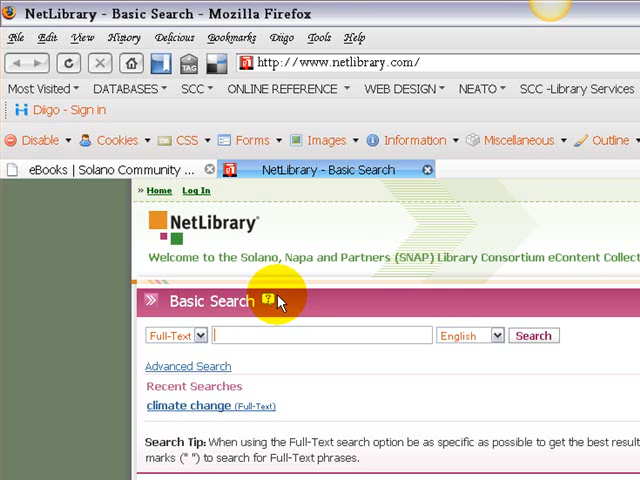 NetLibrary - Basic Search - Mozilla Firefox
File Edit View History Delicious Bookmarks Diigo Tools Help
TAG http://www.netlibrary.com/
Most Visited DATABASES SCC ONLINE REFERENCE WEB DESIGN NEATO SCC -Library Services
Diigo - Sign in
Disable Cookies CSS Forms Images Information Miscellaneous Outline
eBooks | Solano Community ... NetLibrary - Basic Search
» Home Log In
NetLibrary®
Welcome to the Solano, Napa and Partners (SNAP) Library Consortium eContent Collect
Basic Search ?
Full-Text English Search
Advanced Search
Recent Searches
climate change (Full-Text)
Search Tip: When using the Full-Text search option be as specific as possible to get the best result
marks (" ") to search for Full-Text phrases.